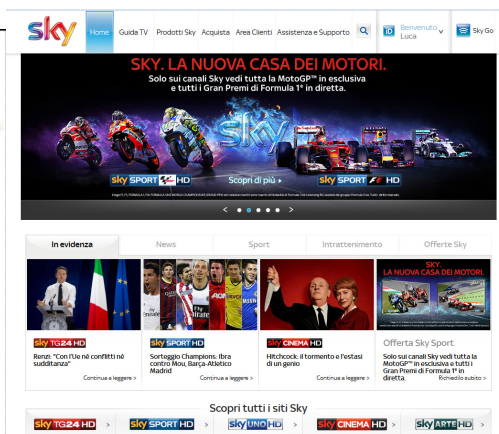 sky
Home
Guida TV
Prodotti Sky
Acquista
Area Clienti
Assistenza e Supporto
iD
Benvenuto
Luca
Sky Go
SKY. LA NUOVA CASA DEI MOTORI.
Solo sui canali Sky vedi tutta la MotoGP™ in esclusiva
e tutti i Gran Premi di Formula 1® in diretta.
sky
sky SPORT MotoGP HD
Scopri di più
sky SPORT F1 HD
In evidenza
News
Sport
Intrattenimento
Offerte Sky
SKY.
LA NUOVA CASA DEI MOTORI.
sky TG24 HD
sky SPORT HD
sky CINEMA HD
Offerta Sky Sport
Renzi: "Con l'Ue né conflitti né
sudditanza"
Continua a leggere >
Sorteggio Champions: Ibra
contro Mou, Barça-Atletico
Madrid
Continua a leggere >
Hitchcock: il tormento e l'estasi
di un genio
Continua a leggere >
Solo sui canali Sky vedi tutta la
MotoGP™ in esclusiva e tutti i
Gran Premi di Formula 1® in
diretta.
Richiedilo subito >
Scopri tutti i siti Sky
sky TG24 HD
sky SPORT HD
sky UNO HD
sky CINEMA HD
sky ARTE HD